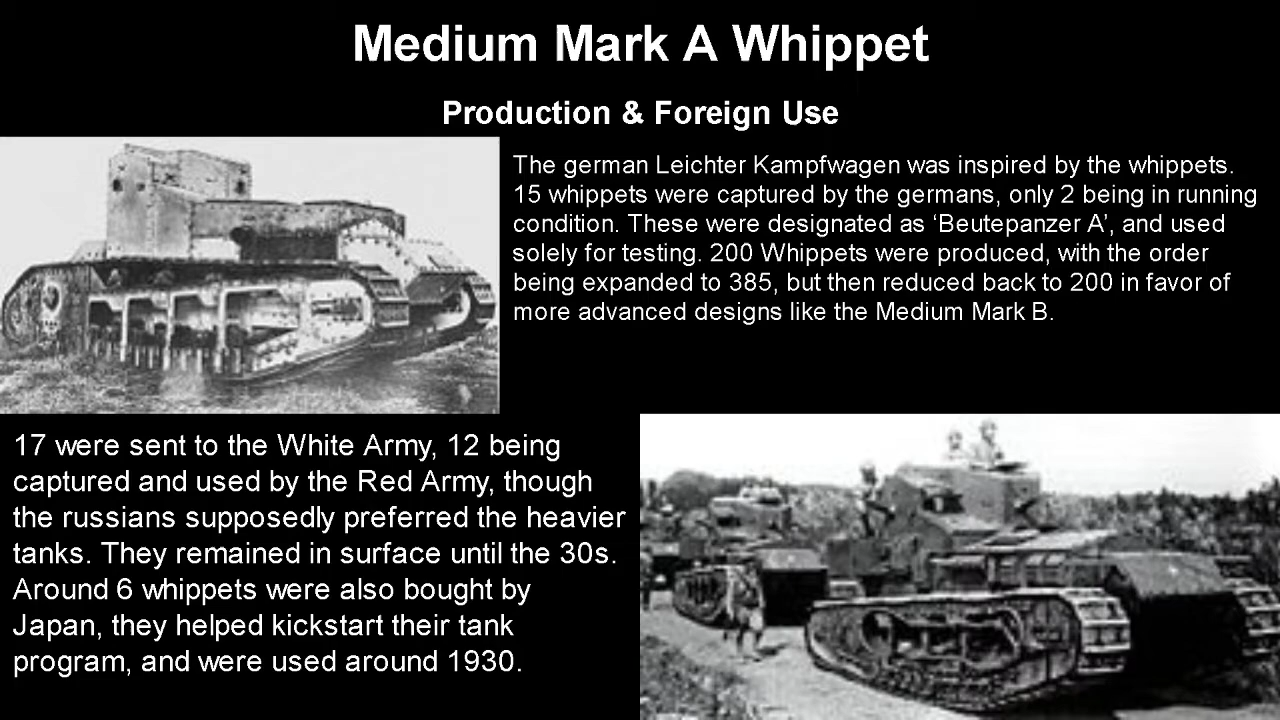 Medium Mark A Whippet
Production & Foreign Use
The german Leichter Kampfwagen was inspired by the whippets.
15 whippets were captured by the germans, only 2 being in running
condition. These were designated as ‘Beutepanzer A’, and used
solely for testing. 200 Whippets were produced, with the order
being expanded to 385, but then reduced back to 200 in favor of
more advanced designs like the Medium Mark B.
17 were sent to the White Army, 12 being
captured and used by the Red Army, though
the russians supposedly preferred the heavier
tanks. They remained in surface until the 30s.
Around 6 whippets were also bought by
Japan, they helped kickstart their tank
program, and were used around 1930.